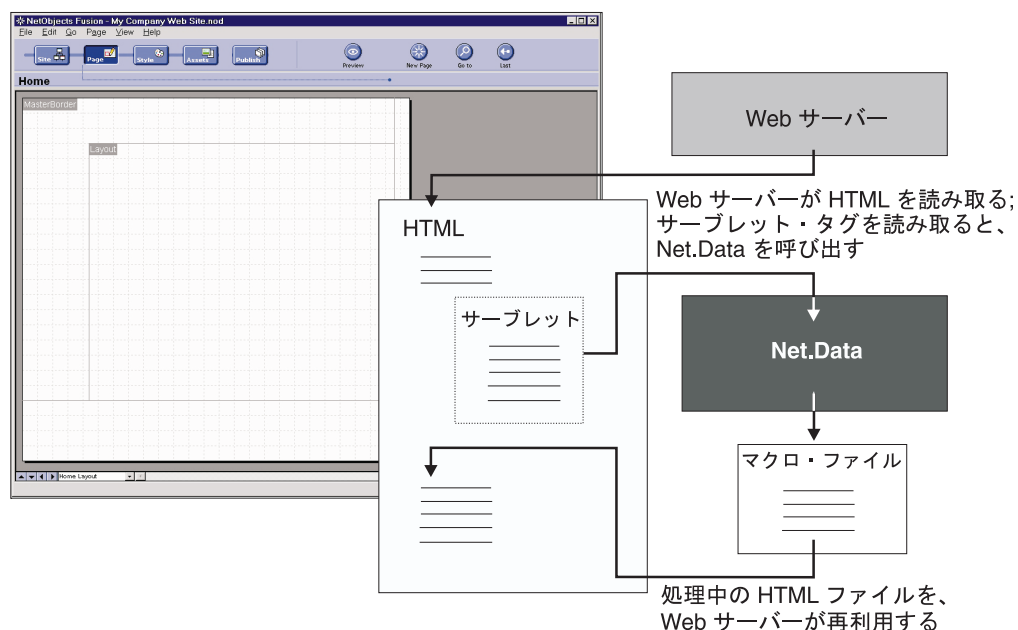 NetObjects Fusion - My Company Web Site.nod
File Edit Go Page View Help
Site Page Style Assets Publish Preview New Page Go to Last
Home
MasterBorder
Layout
Home Layout
Web サーバー
Web サーバーが HTML を読み取る;
サーブレット・タグを読み取ると、
Net.Data を呼び出す
HTML
サーブレット
Net.Data
マクロ・ファイル
処理中の HTML ファイルを、
Web サーバーが再利用する